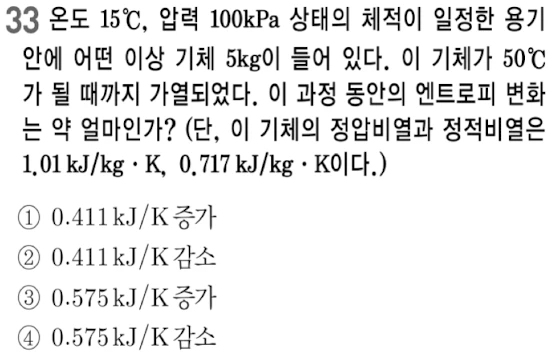 33 온도 15℃, 압력 100kPa 상태의 체적이 일정한 용기
안에 어떤 이상 기체 5kg이 들어 있다. 이 기체가 50℃
가 될 때까지 가열되었다. 이 과정 동안의 엔트로피 변화
는 약 얼마인가? (단, 이 기체의 정압비열과 정적비열은
1.01 kJ/kg · K, 0.717 kJ/kg · K이다.)
① 0.411 kJ/K 증가
② 0.411 kJ/K 감소
③ 0.575 kJ/K 증가
④ 0.575 kJ/K 감소